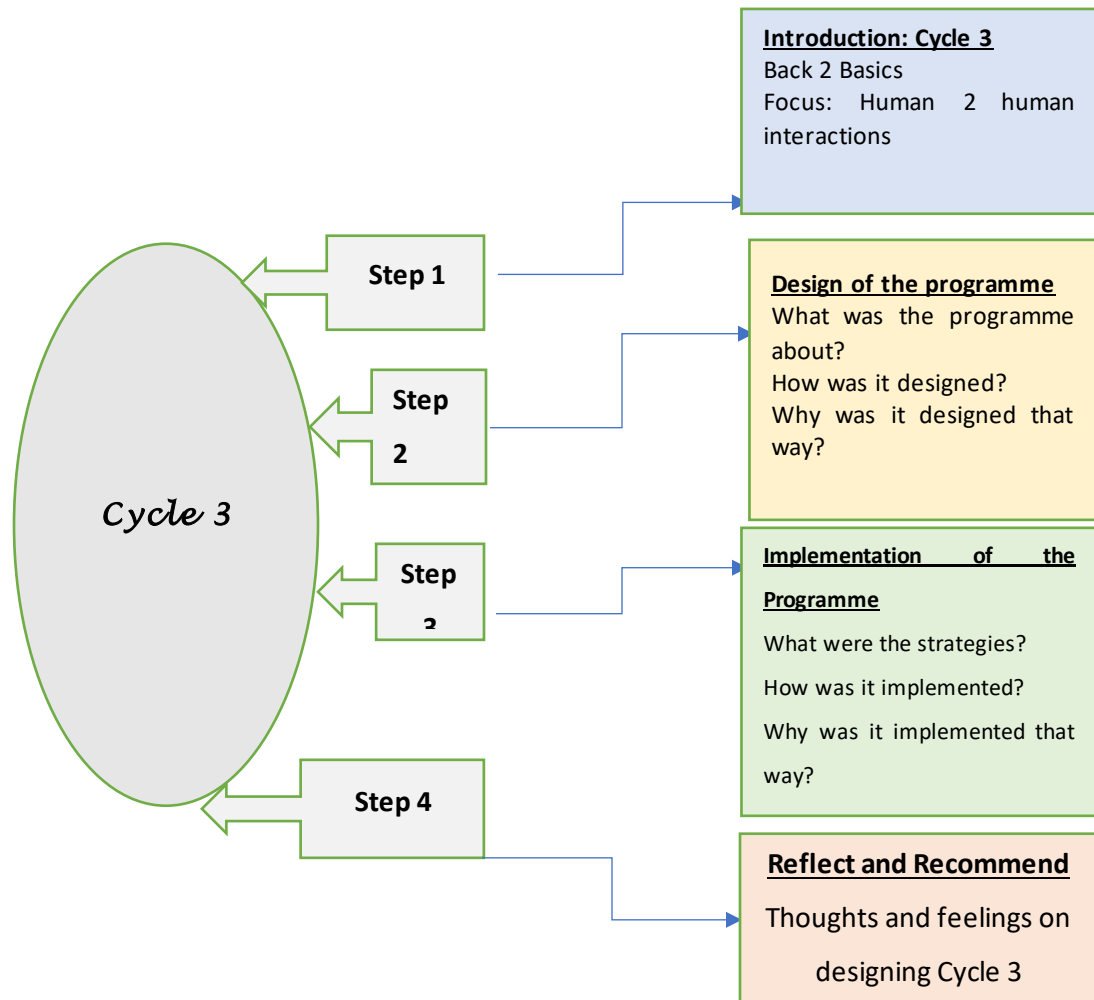 Introduction: Cycle 3
Back 2 Basics
Focus: Human 2 human
interactions
Step 1
Design of the programme
What was the programme
about?
How was it designed?
Why was it designed that
way?
Step
2
Cycle 3
Implementation of the
Programme
What were the strategies?
How was it implemented?
Why was it implemented that
way?
Step
3
Step 4
Reflect and Recommend
Thoughts and feelings on
designing Cycle 3